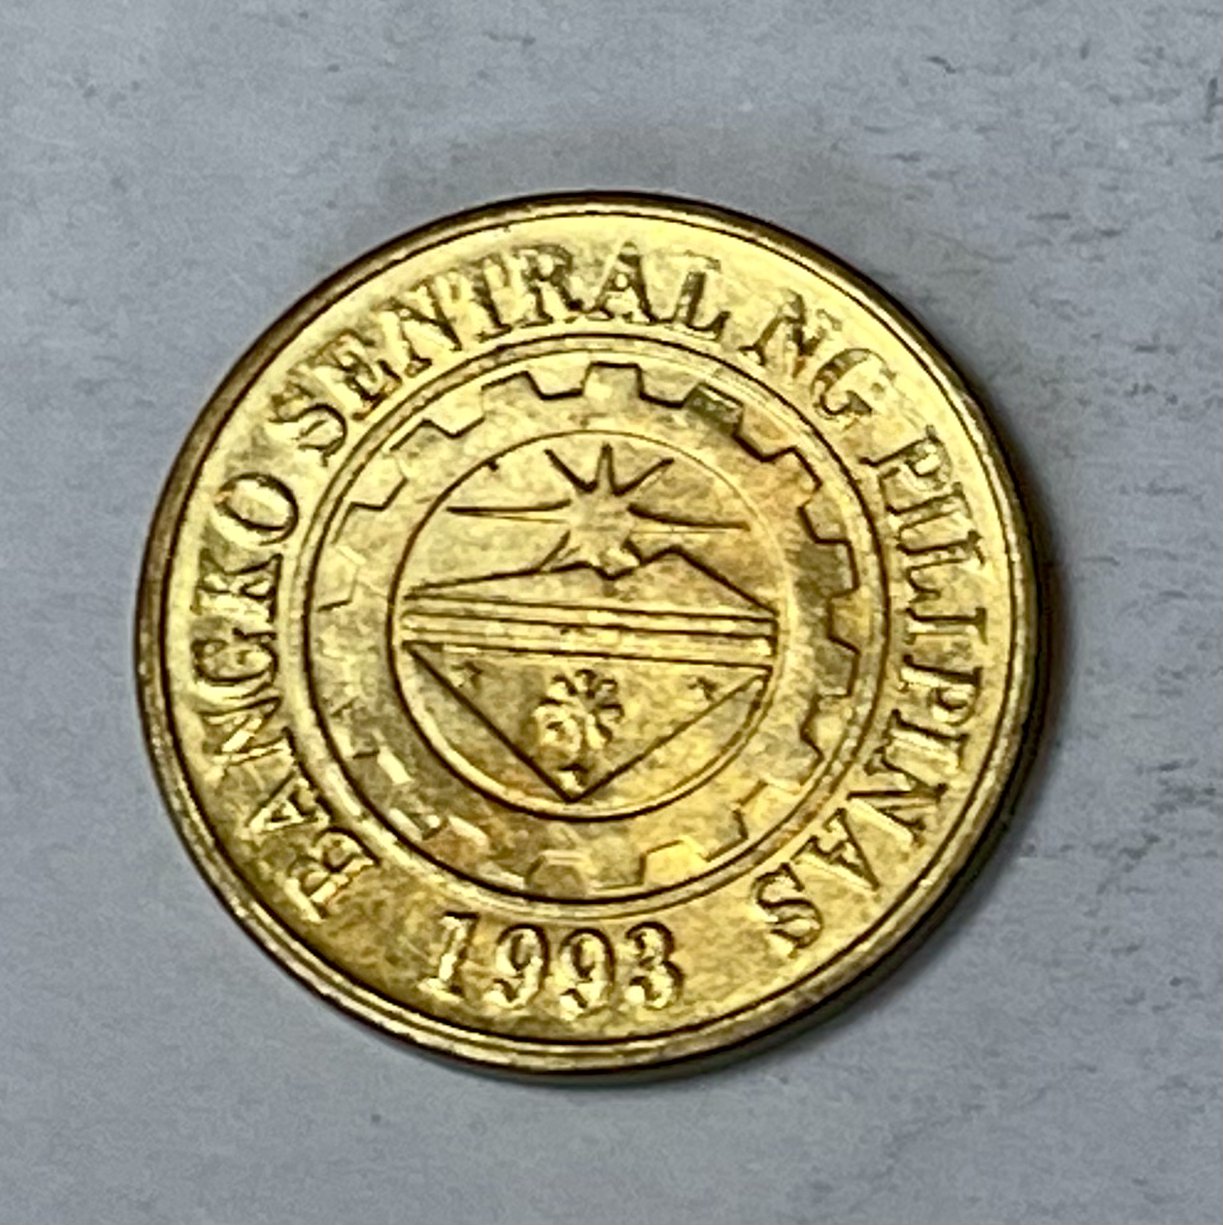 BANGKO SENTRAL NG PILIPINAS
1993